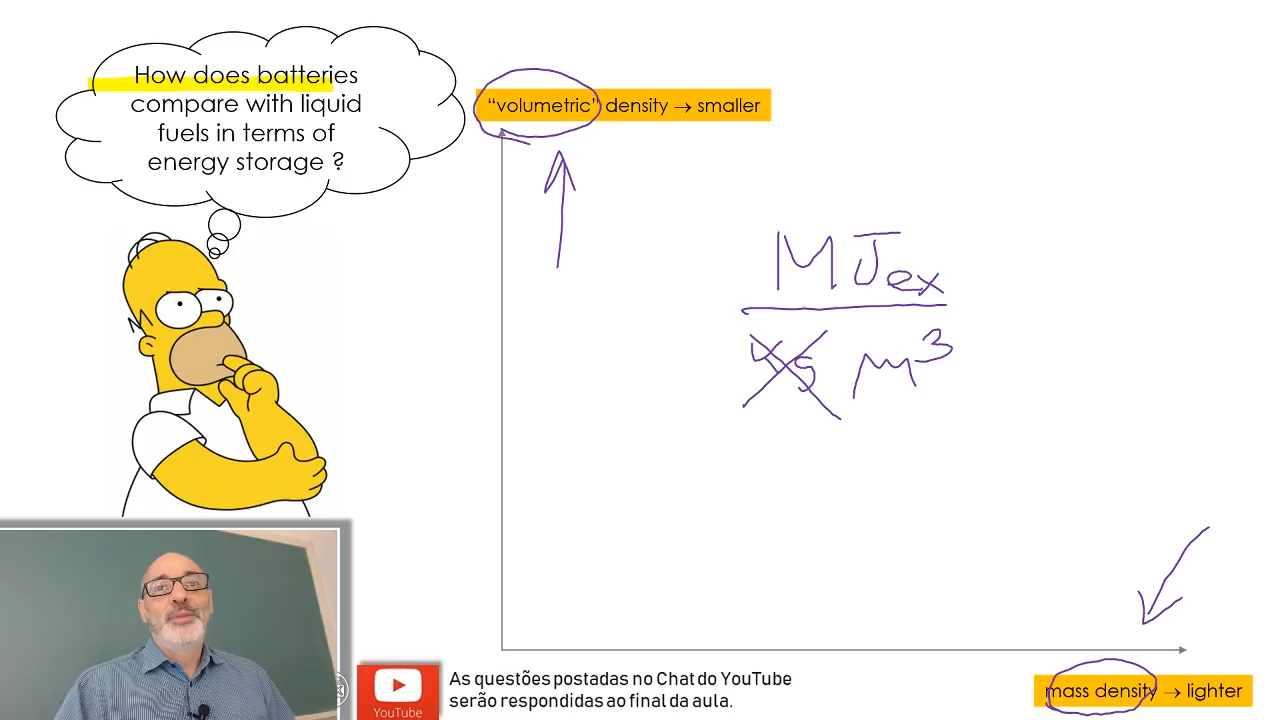 How does batteries
compare with liquid
fuels in terms of
energy storage ?
“volumetric” density → smaller
MJex
kg m³
As questões postadas no Chat do YouTube
serão respondidas ao final da aula.
YouTube
mass density → lighter